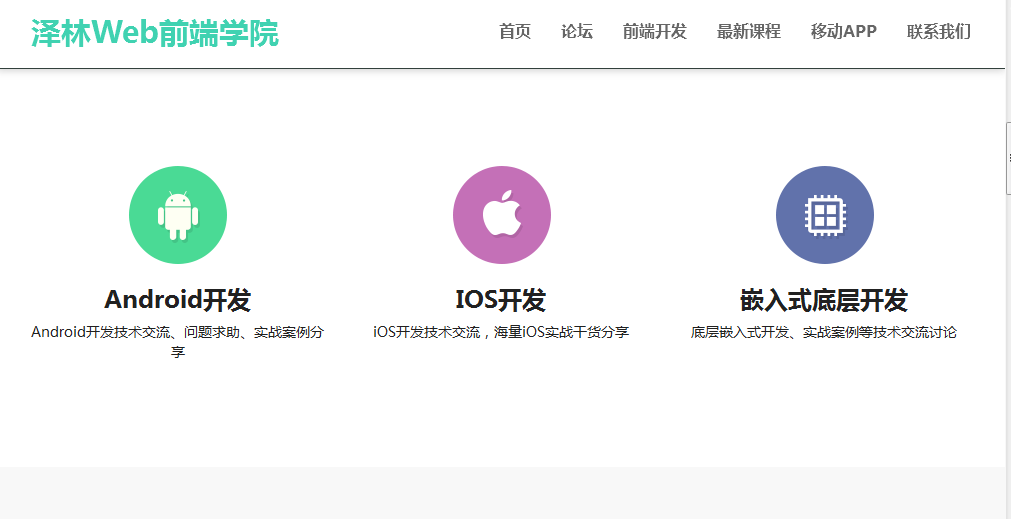 泽林Web前端学院
首页 论坛 前端开发 最新课程 移动APP 联系我们
Android开发 IOS开发 嵌入式底层开发
Android开发技术交流、问题求助、实战案例分
享
iOS开发技术交流，海量iOS实战干货分享
底层嵌入式开发、实战案例等技术交流讨论